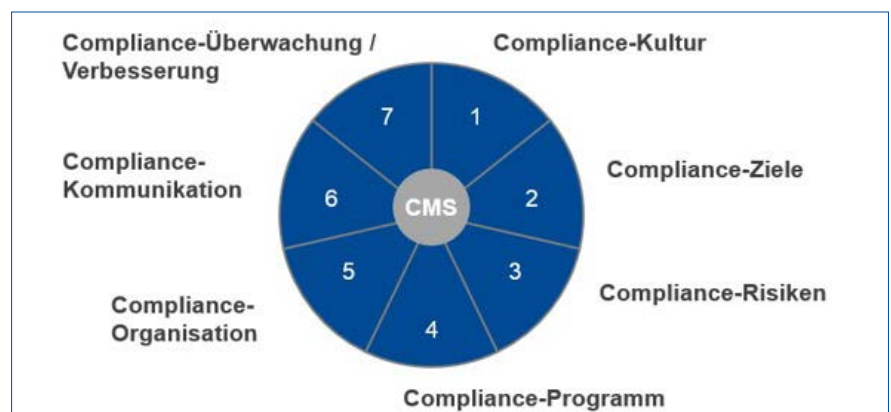 Compliance-Überwachung /
Verbesserung
Compliance-Kultur
7
1
Compliance-
Kommunikation
Compliance-Ziele
6
CMS
2
5
3
Compliance-Risiken
Compliance-
Organisation
4
Compliance-Programm